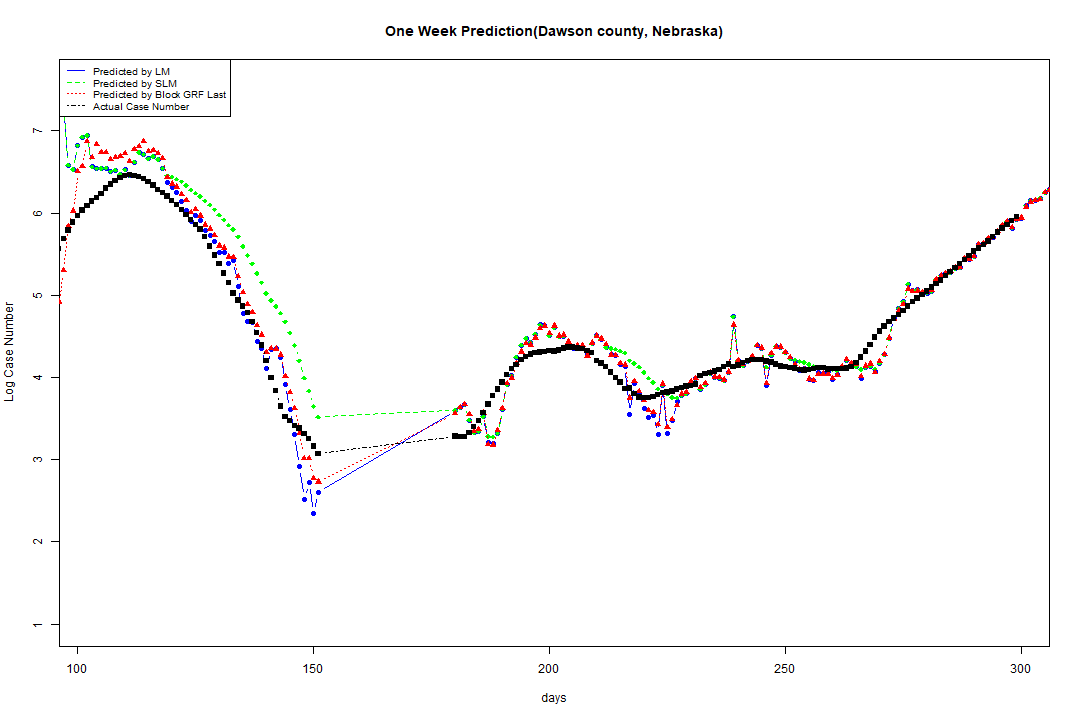 One Week Prediction(Dawson county, Nebraska)
Predicted by LM
Predicted by SLM
Predicted by Block GRF Last
Actual Case Number
7
6
5
4
3
2
1
Log Case Number
100 150 200 250 300
days